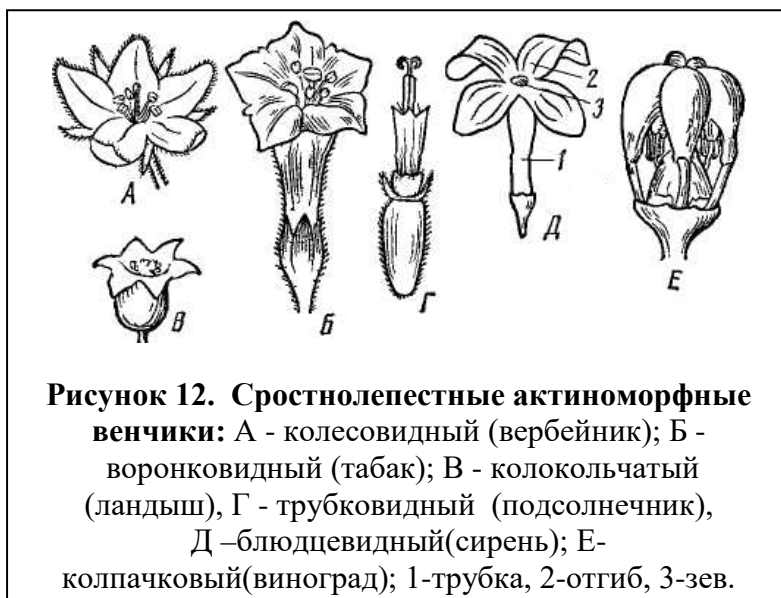 А
Б
В
Г
Д
Е
1
2
3
Рисунок 12. Сростнолепестные актиноморфные
венчики: А - колесовидный (вербейник); Б -
воронковидный (табак); В - колокольчатый
(ландыш), Г - трубковидный (подсолнечник),
Д –блюдцевидный(сирень); Е-
колпачковый(виноград); 1-трубка, 2-отгиб, 3-зев.